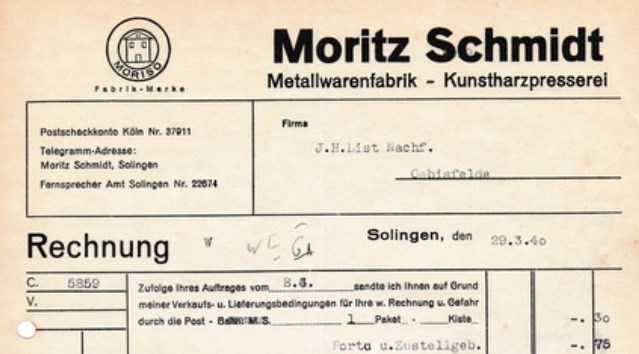 MORISO
Fabrik-Marke
Moritz Schmidt
Metallwarenfabrik - Kunstharzpresserei
Postscheckkonto Köln Nr. 37911
Telegramm-Adresse:
Moritz Schmidt, Solingen
Fernsprecher Amt Solingen Nr. 22674
Firma
J.H.List Nachf.
Oebisfelde
Rechnung
Solingen, den 29.3.40
C. 5859
V.
Zufolge Ihres Auftrages vom 8.6. sandte ich Ihnen auf Grund
meiner Verkaufs- u. Lieferungsbedingungen für Ihre w. Rechnung u. Gefahr
durch die Post - 1 Paket - Kiste -. 30
Porto u.Zustellgeb. -. 75